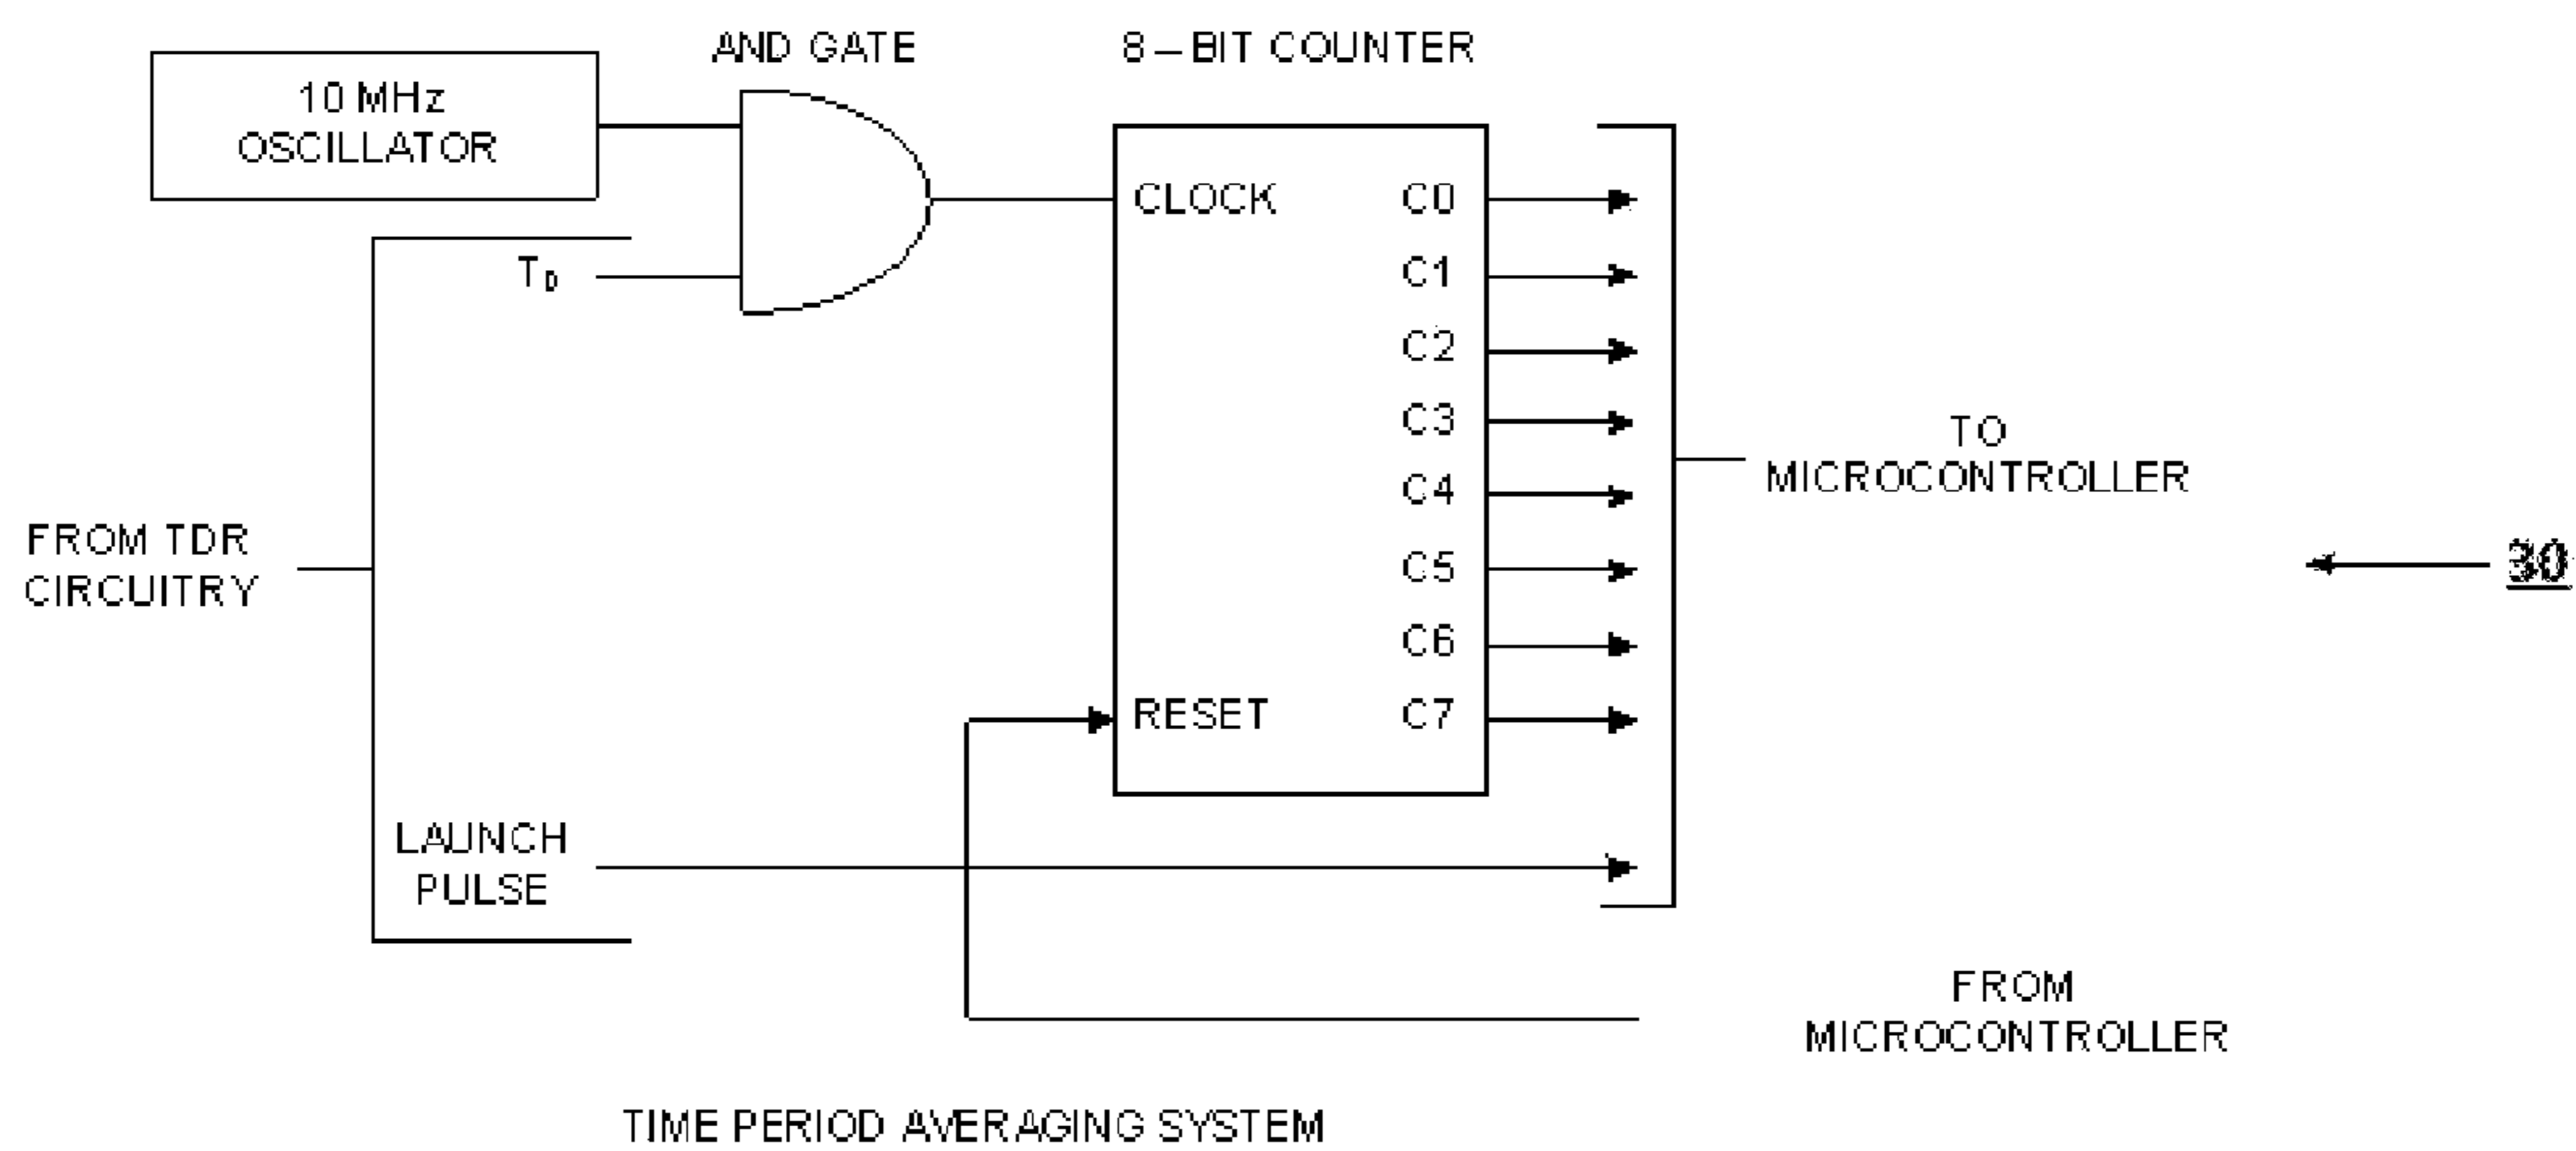 AND GATE
8-BIT COUNTER
10 MHz
OSCILLATOR
CLOCK
C0
TD
C1
C2
C3
C4
C5
C6
RESET
C7
TO
MICROCONTROLLER
FROM TDR
CIRCUITRY
30
LAUNCH
PULSE
FROM
MICROCONTROLLER
TIME PERIOD AVERAGING SYSTEM